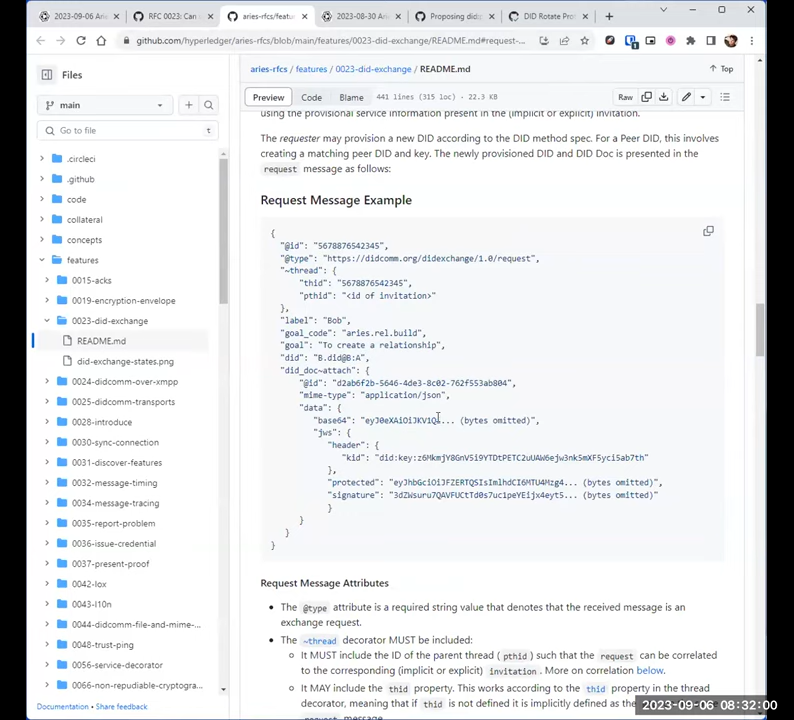 2023-09-06 Ari
RFC 0023: Can I
aries-rfcs/featur
2023-08-30 Ari
Proposing didp
DID Rotate Pro
github.com/hyperledger/aries-rfcs/blob/main/features/0023-did-exchange/README.md#request-...
Files
main
Go to file
t
.circleci
.github
code
collateral
concepts
features
0015-acks
0019-encryption-envelope
0023-did-exchange
README.md
did-exchange-states.png
0024-didcomm-over-xmpp
0025-didcomm-transports
0028-introduce
0030-sync-connection
0031-discover-features
0032-message-timing
0034-message-tracing
0035-report-problem
0036-issue-credential
0037-present-proof
0042-lox
0043-l10n
0044-didcomm-file-and-mime-...
0048-trust-ping
0056-service-decorator
0066-non-repudiable-cryptogra...
Documentation • Share feedback
aries-rfcs / features / 0023-did-exchange / README.md
Top
Preview
Code
Blame
441 lines (315 loc) • 22.3 KB
Raw
using the provisional service information present in the (implicit or explicit) invitation.
The requester may provision a new DID according to the DID method spec. For a Peer DID, this involves
creating a matching peer DID and key. The newly provisioned DID and DID Doc is presented in the
request message as follows:
Request Message Example
{
"@id": "5678876542345",
"@type": "https://didcomm.org/didexchange/1.0/request",
"~thread": {
"thid": "5678876542345",
"pthid": "<id of invitation>"
},
"label": "Bob",
"goal_code": "aries.rel.build",
"goal": "To create a relationship",
"did": "B.did@B:A",
"did_doc~attach": {
"@id": "d2ab6f2b-5646-4de3-8c02-762f553ab804",
"mime-type": "application/json",
"data": {
"base64": "eyJ0eXAiOiJKV1Qi... (bytes omitted)",
"jws": {
"header": {
"kid": "did:key:z6MkmjY8GnV5i9YTDtPETC2uUAW6ejw3nk5mXF5yci5ab7th"
},
"protected": "eyJhbGciOiJFZERTQSIsImlhdCI6MTU4Mzg4... (bytes omitted)",
"signature": "3dZWsuru7QAVFUCtTd0s7uc1peYEijx4eyt5... (bytes omitted)"
}
}
}
}
Request Message Attributes
• The @type attribute is a required string value that denotes that the received message is an
exchange request.
• The ~thread decorator MUST be included:
It MUST include the ID of the parent thread ( pthid ) such that the request can be correlated
to the corresponding (implicit or explicit) invitation . More on correlation below.
It MAY include the thid property. This works according to the thid property in the thread
decorator, meaning that if thid is not defined it is implicitly defined as the
request message
2023-09-06 08:32:00